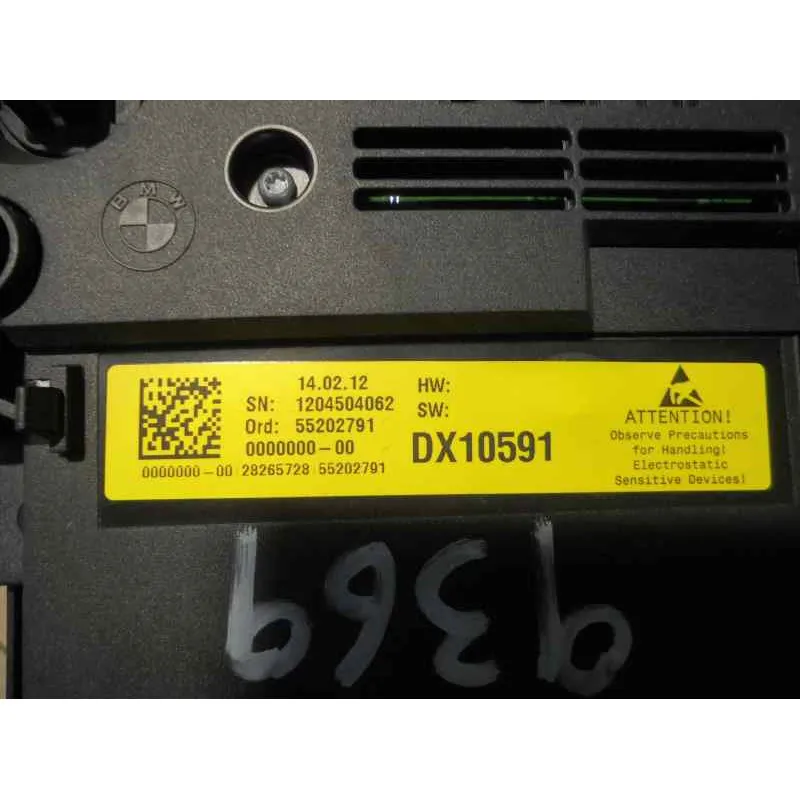 BMW
14.02.12
SN: 1204504062
Ord: 55202791
0000000-00
0000000-00 28265728 55202791
HW:
SW:
DX10591
ATTENTION!
Observe Precautions
for Handling!
Electrostatic
Sensitive Devices!
9369